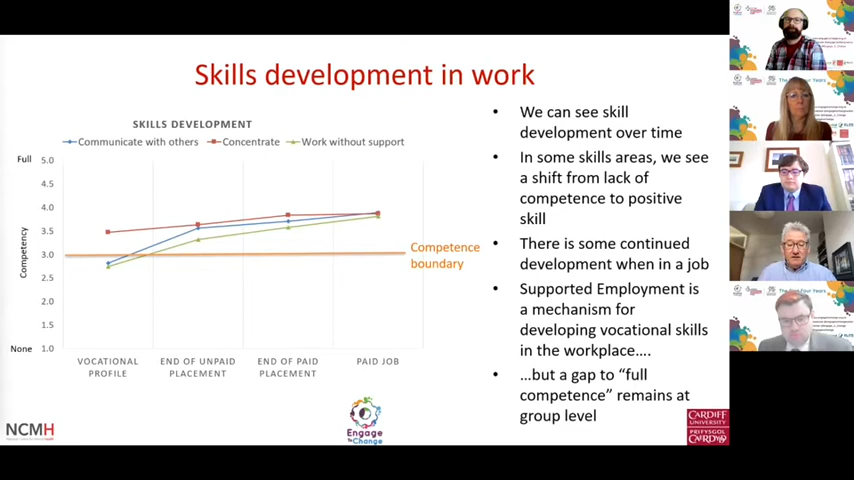 Skills development in work
SKILLS DEVELOPMENT
Communicate with others Concentrate Work without support
Full 5.0
4.5
4.0
3.5
3.0
2.5
2.0
1.5
None 1.0
Competency
Competence
boundary
VOCATIONAL
PROFILE
END OF UNPAID
PLACEMENT
END OF PAID
PLACEMENT
PAID JOB
• We can see skill
development over time
• In some skills areas, we see
a shift from lack of
competence to positive
skill
• There is some continued
development when in a job
• Supported Employment is
a mechanism for
developing vocational skills
in the workplace....
• ...but a gap to “full
competence” remains at
group level
NCMH
Engage
To Change
CARDIFF
UNIVERSITY
PRIFYSGOL
CAERDYDD